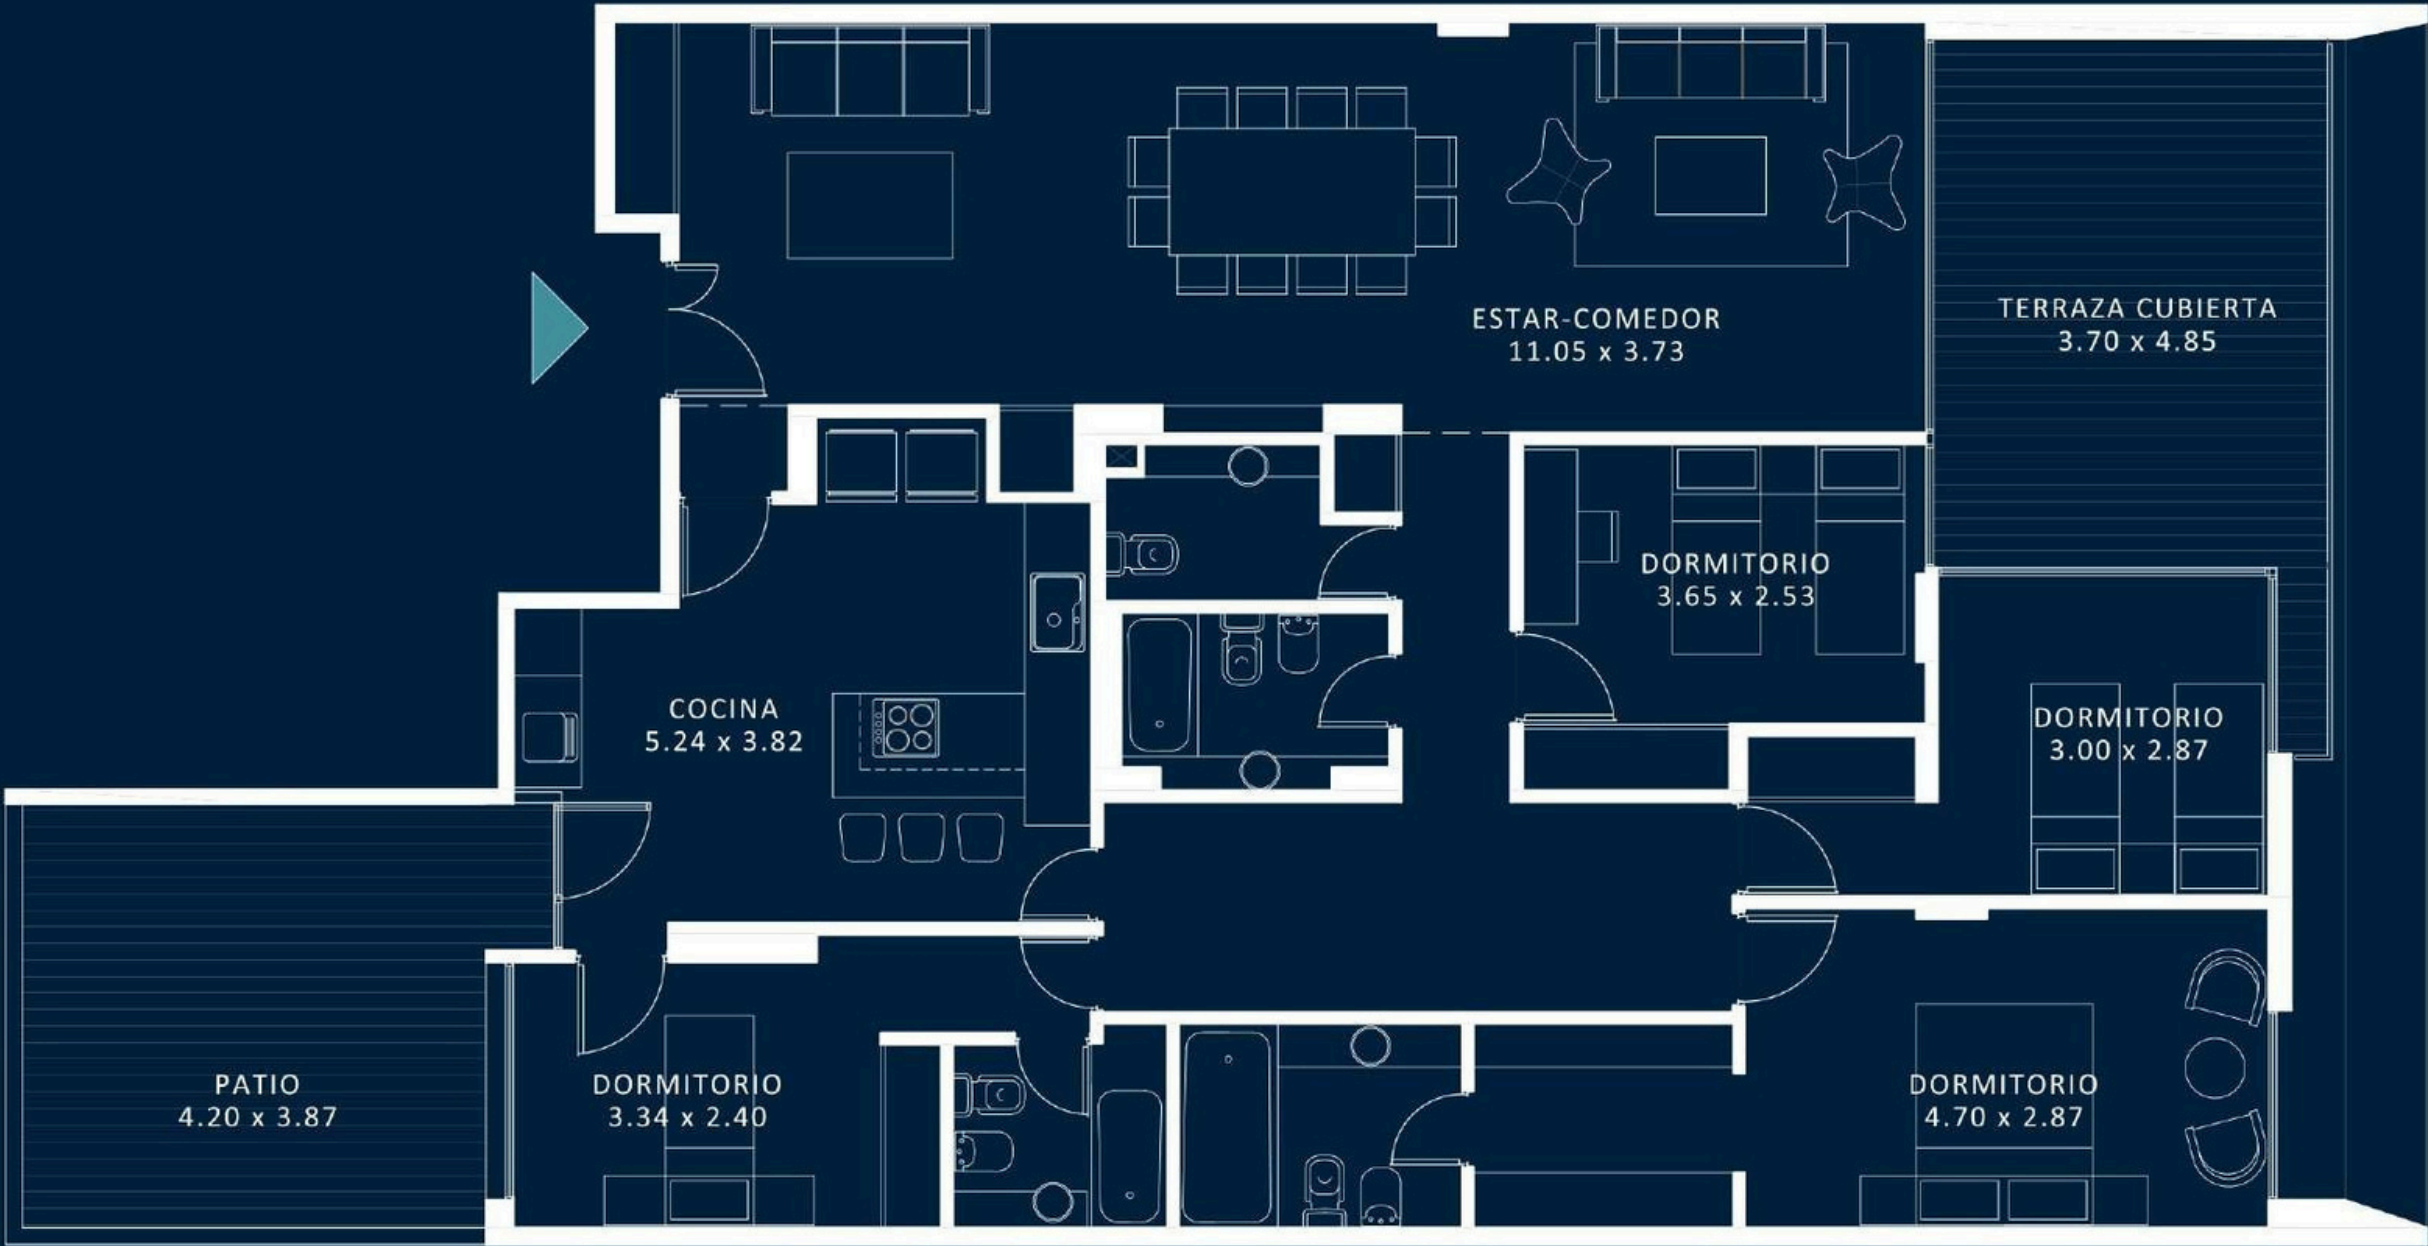 ESTAR-COMEDOR
11.05 x 3.73
TERRAZA CUBIERTA
3.70 x 4.85
DORMITORIO
3.65 x 2.53
COCINA
5.24 x 3.82
DORMITORIO
3.00 x 2.87
PATIO
4.20 x 3.87
DORMITORIO
3.34 x 2.40
DORMITORIO
4.70 x 2.87